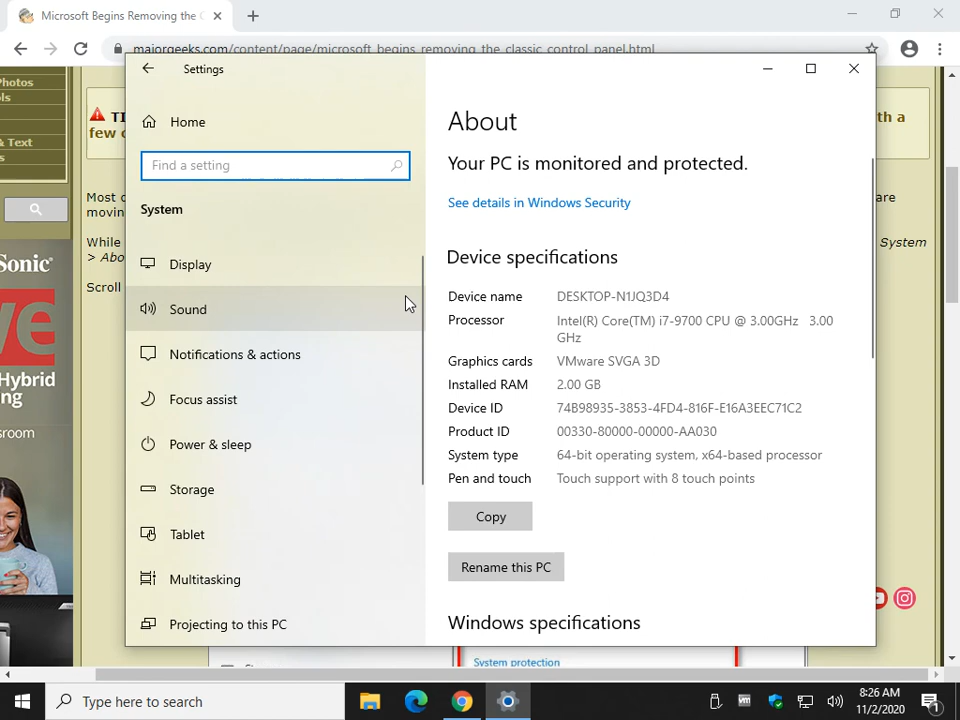 Microsoft Begins Removing the C
majorgeeks.com/content/page/microsoft_begins_removing_the_classic_control_panel.html
Photos
ls
& Text
s
TI
few c
th a
Most c
are
movin
While
System
> Abo
Scroll
Sonic
ve
Hybrid
ng
sroom
Settings
Home
Find a setting
System
Display
Sound
Notifications & actions
Focus assist
Power & sleep
Storage
Tablet
Multitasking
Projecting to this PC
About
Your PC is monitored and protected.
See details in Windows Security
Device specifications
Device name DESKTOP-N1JQ3D4
Processor Intel(R) Core(TM) i7-9700 CPU @ 3.00GHz 3.00
GHz
Graphics cards VMware SVGA 3D
Installed RAM 2.00 GB
Device ID 74B98935-3853-4FD4-816F-E16A3EEC71C2
Product ID 00330-80000-00000-AA030
System type 64-bit operating system, x64-based processor
Pen and touch Touch support with 8 touch points
Copy
Rename this PC
Windows specifications
System protection
Type here to search
vm
8:26 AM
11/2/2020
1